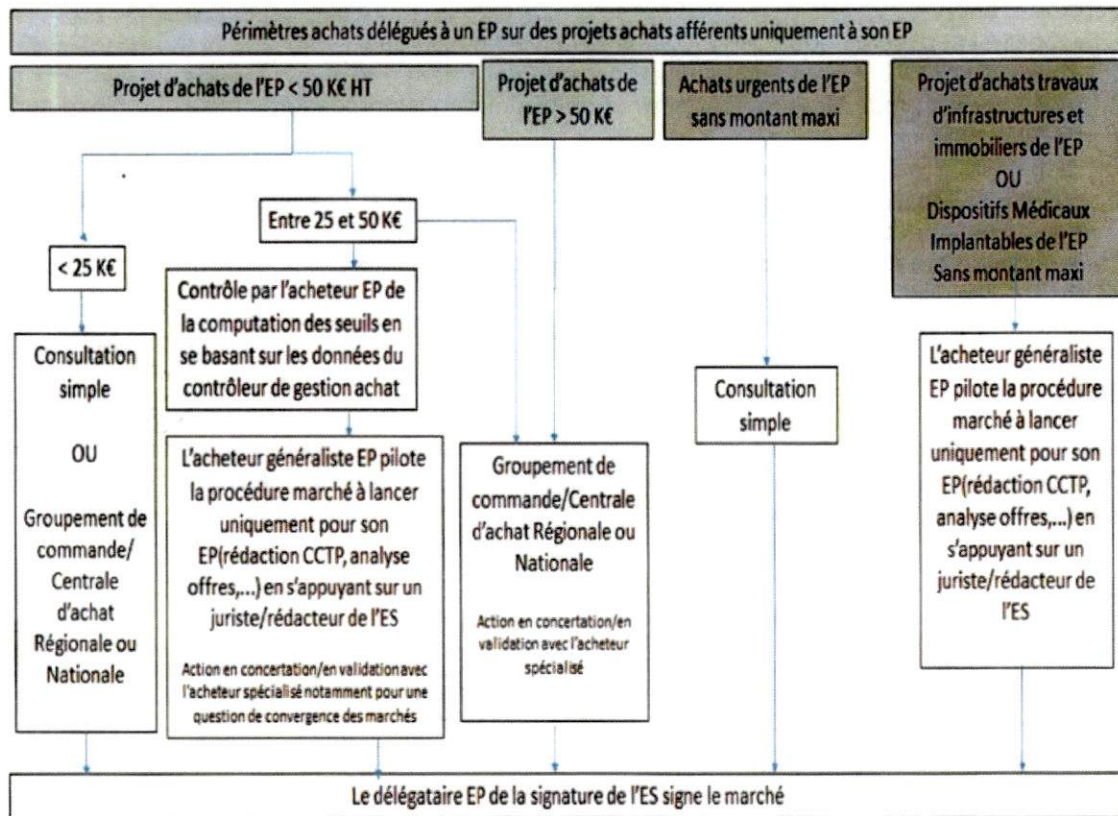 Périmètres achats délégués à un EP sur des projets achats afférents uniquement à son EP
Projet d'achats de l'EP < 50 K€ HT
Projet d'achats de
l'EP > 50 K€
Achats urgents de l'EP
sans montant maxi
Projet d'achats travaux
d'infrastructures et
immobiliers de l'EP
OU
Dispositifs Médicaux
Implantables de l'EP
Sans montant maxi
< 25 K€
Entre 25 et 50 K€
Consultation
simple
OU
Groupement de
commande/
Centrale
d'achat
Régionale ou
Nationale
Contrôle par l'acheteur EP de
la computation des seuils en
se basant sur les données du
contrôleur de gestion achat
L'acheteur généraliste EP pilote
la procédure marché à lancer
uniquement pour son
EP(rédaction CCTP, analyse
offres,...) en s'appuyant sur un
juriste/rédacteur de l'ES
Action en concertation/en validation avec
l'acheteur spécialisé notamment pour une
question de convergence des marchés
Groupement de
commande/Centrale
d'achat Régionale ou
Nationale
Action en concertation/en
validation avec l'acheteur
spécialisé
Consultation
simple
L'acheteur généraliste
EP pilote la procédure
marché à lancer
uniquement pour son
EP(rédaction CCTP,
analyse offres,...) en
s'appuyant sur un
juriste/rédacteur de
l'ES
Le délégataire EP de la signature de l'ES signe le marché